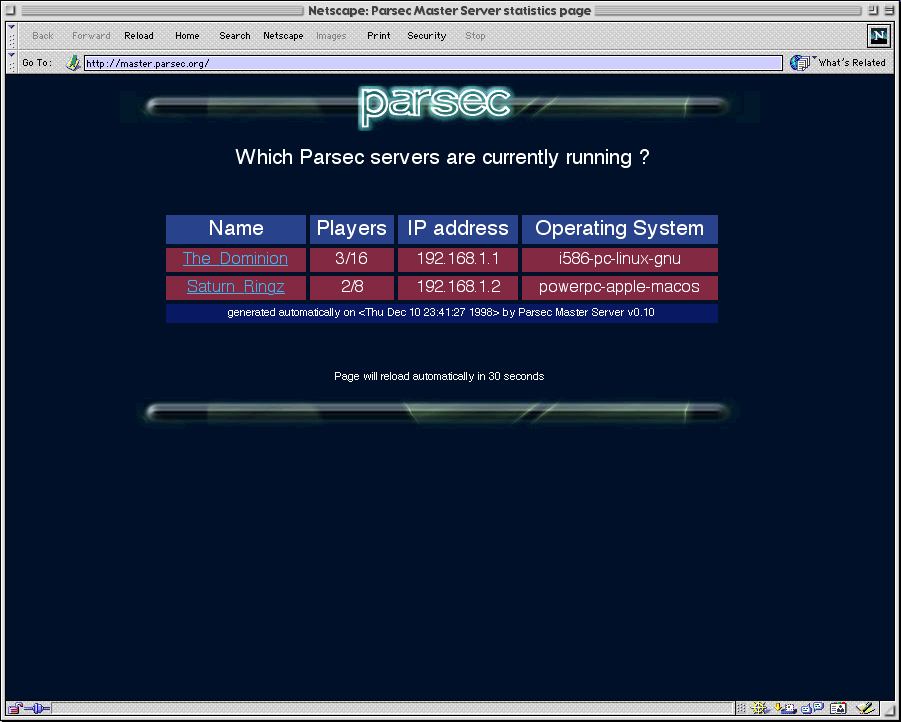 Netscape: Parsec Master Server statistics page
Back Forward Reload Home Search Netscape Images Print Security Stop
N
Go To: http://master.parsec.org/ What's Related
parsec
Which Parsec servers are currently running ?
Name Players IP address Operating System
The Dominion 3/16 192.168.1.1 i586-pc-linux-gnu
Saturn Ringz 2/8 192.168.1.2 powerpc-apple-macos
generated automatically on <Thu Dec 10 23:41:27 1998> by Parsec Master Server v0.10
Page will reload automatically in 30 seconds